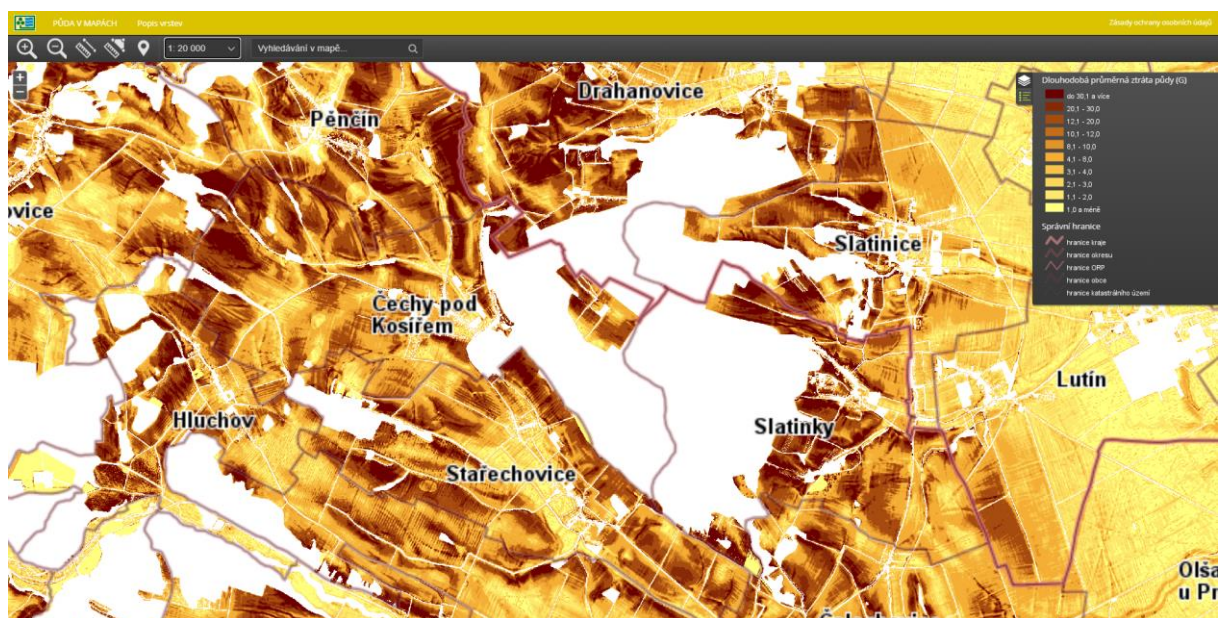 PŮDA V MAPÁCH Popis vrstev Zásady ochrany osobních údajů
1: 20 000 Vyhledávání v mapě...
Dlouhodobá průměrná ztráta půdy (G)
do 30,1 a více
20,1 - 30,0
12,1 - 20,0
10,1 - 12,0
8,1 - 10,0
4,1 - 8,0
3,1 - 4,0
2,1 - 3,0
1,1 - 2,0
1,0 a méně
Správní hranice
hranice kraje
hranice okresu
hranice ORP
hranice obce
hranice katastrálního území
Drahanovice
Pěnčín
ovice
Slatinice
Čechy pod
Kosířem
Lutín
Hluchov
Slatinky
Stařechovice
Olša
u Pr